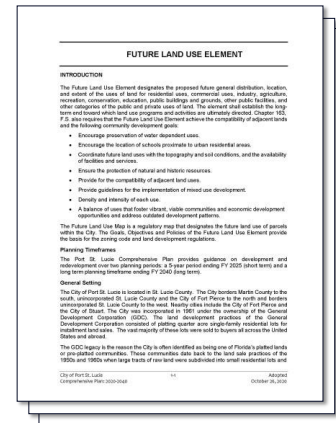 FUTURE LAND USE ELEMENT
INTRODUCTION
The Future Land Use Element designates the proposed future general distribution, location,
and extent of the uses of land for residential uses, commercial uses, industry, agriculture,
recreation, conservation, education, public buildings and grounds, other public facilities, and
other categories of the public and private uses of land. The element shall establish the long-
term end toward which land use programs and activities are ultimately directed. Chapter 163,
F.S. also requires that the Future Land Use Element achieve the compatibility of adjacent lands
and the following community development goals:
• Encourage preservation of water dependent uses.
• Encourage the location of schools proximate to urban residential areas.
• Coordinate future land uses with the topography and soil conditions, and the availability
of facilities and services.
• Ensure the protection of natural and historic resources.
• Provide for the compatibility of adjacent land uses.
• Provide guidelines for the implementation of mixed use development.
• Density and intensity of each use.
• A balance of uses that foster vibrant, viable communities and economic development
opportunities and address outdated development patterns.
The Future Land Use Map is a regulatory map that designates the future land use of parcels
within the City. The Goals, Objectives and Policies of the Future Land Use Element provide
the basis for the zoning code and land development regulations.
Planning Timeframes
The Port St. Lucie Comprehensive Plan provides guidance on development and
redevelopment over two planning periods: a 5-year period ending FY 2025 (short term) and a
long term planning timeframe ending FY 2040 (long term).
General Setting
The City of Port St. Lucie is located in St. Lucie County. The City borders Martin County to the
south, unincorporated St. Lucie County and the City of Fort Pierce to the north and borders
unincorporated St. Lucie County to the west. Nearby cities include the City of Fort Pierce and
the City of Stuart. The City was incorporated in 1961 under the ownership of the General
Development Corporation (GDC). The land development practices of the General
Development Corporation consisted of platting quarter acre single-family residential lots for
installment land sales. The vast majority of these lots were sold to buyers all across the United
States and abroad.
The GDC legacy is the reason the City is often identified as being one of Florida's platted lands
or pre-platted communities. These communities date back to the land sale practices of the
1950s and 1960s when large tracts of raw land were subdivided into small residential lots and
City of Port St. Lucie
Adopted
Comprehensive Plan: 2020-2040
October 26, 2020